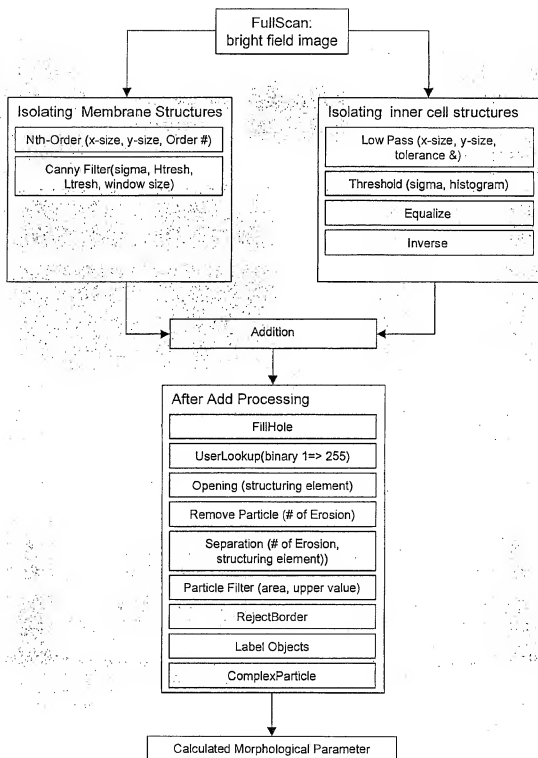 FullScan:
bright field image
Isolating Membrane Structures
Nth-Order (x-size, y-size, Order #)
Canny Filter(sigma, Htresh,
Ltresh, window size)
Isolating inner cell structures
Low Pass (x-size, y-size,
tolerance &)
Threshold (sigma, histogram)
Equalize
Inverse
Addition
After Add Processing
FillHole
UserLookup(binary 1=> 255)
Opening (structuring element)
Remove Particle (# of Erosion)
Separation (# of Erosion,
structuring element))
Particle Filter (area, upper value)
RejectBorder
Label Objects
ComplexParticle
Calculated Morphological Parameter